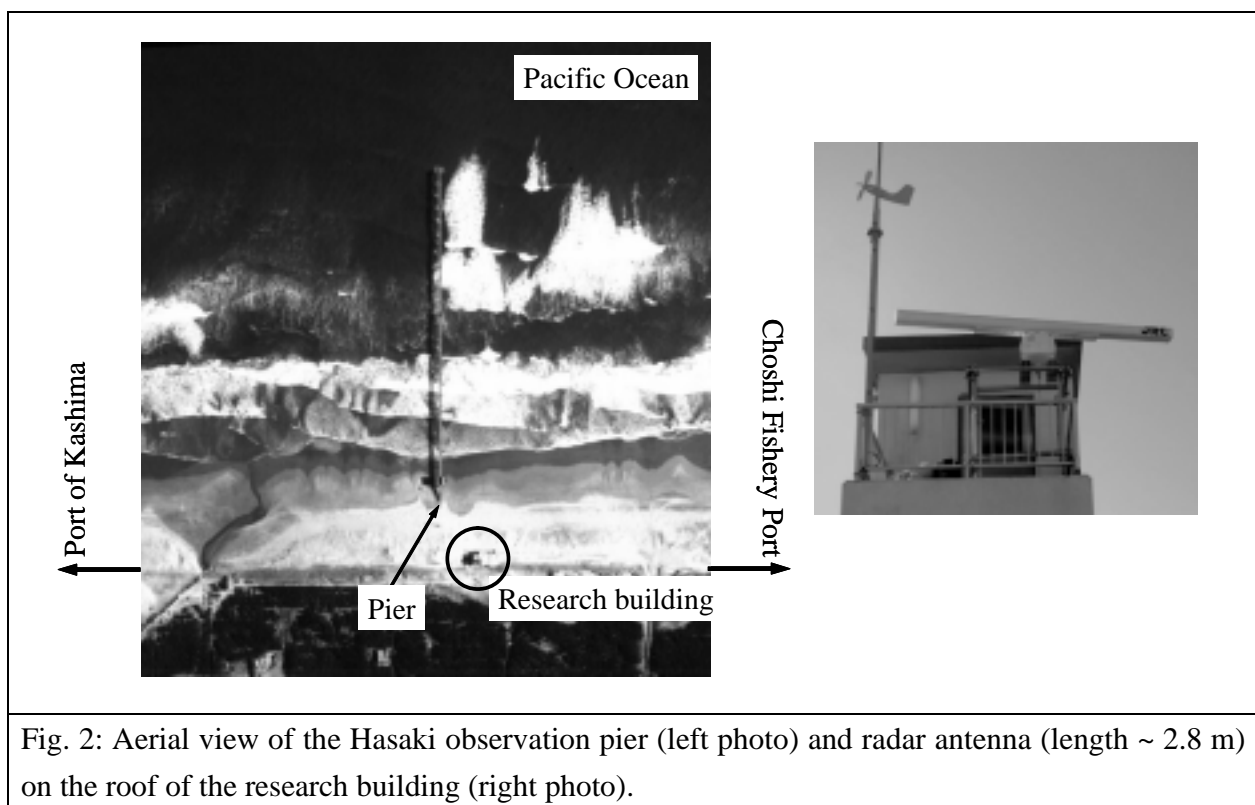 Pacific Ocean
Port of Kashima
Choshi Fishery Port
Pier
Research building
JRC
Fig. 2: Aerial view of the Hasaki observation pier (left photo) and radar antenna (length ~ 2.8 m)
on the roof of the research building (right photo).